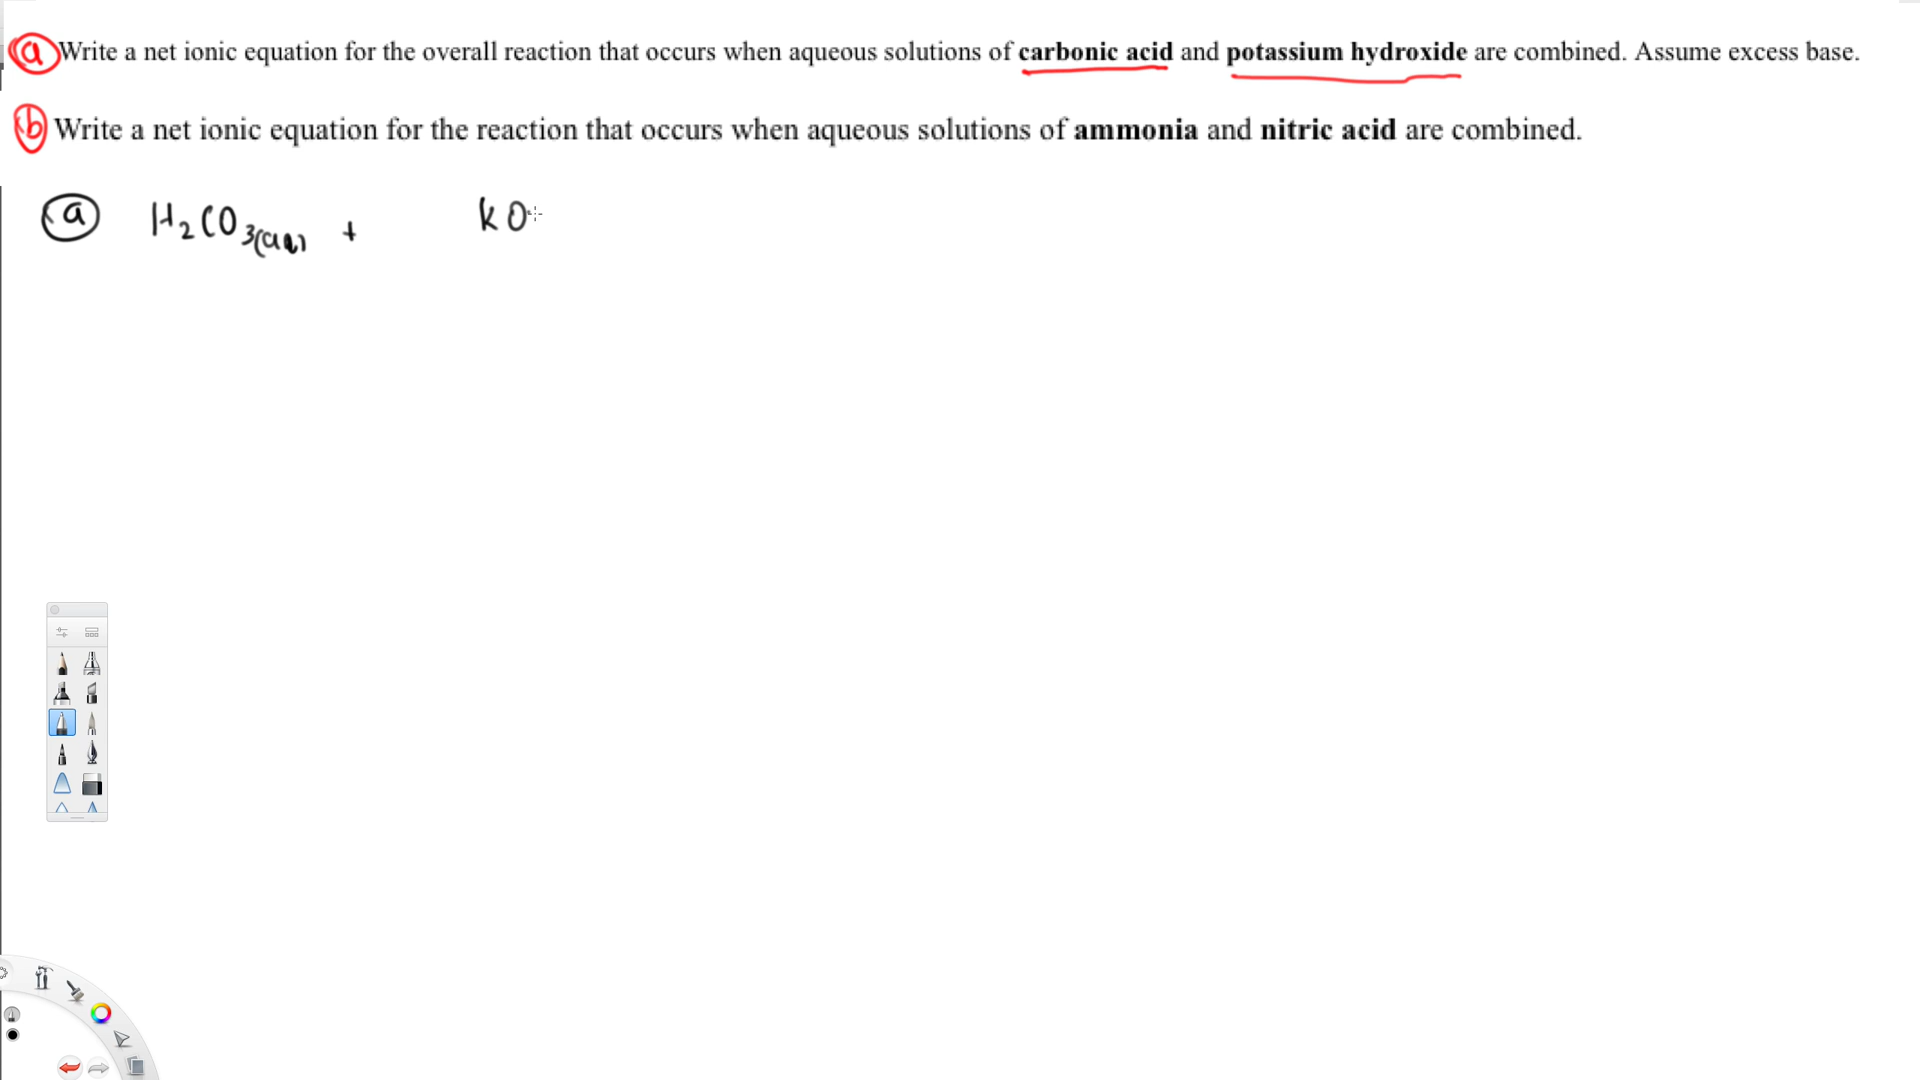 (a) Write a net ionic equation for the overall reaction that occurs when aqueous solutions of carbonic acid and potassium hydroxide are combined. Assume excess base.
(b) Write a net ionic equation for the reaction that occurs when aqueous solutions of ammonia and nitric acid are combined.
(a) H₂CO₃(aq) + KO